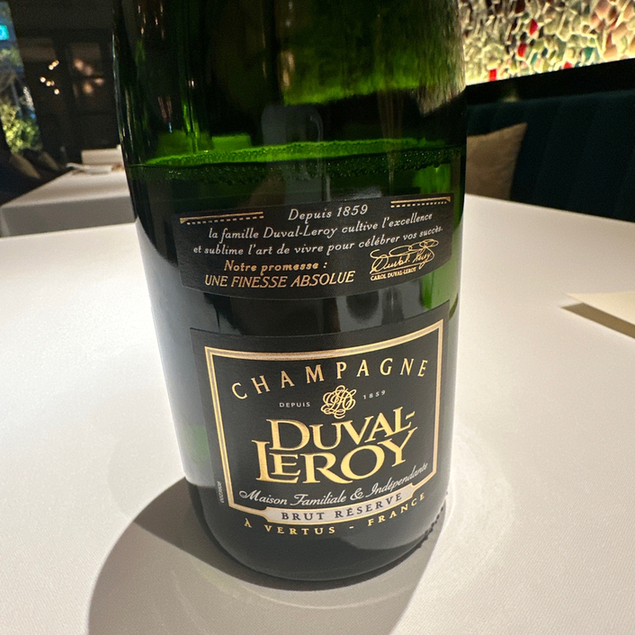 Depuis 1859
la famille Duval-Leroy cultive l'excellence
et sublime l'art de vivre pour célébrer vos succès.
Notre promesse :
UNE FINESSE ABSOLUE
CAROL DUVAL-LEROY
CHAMPAGNE
DEPUIS 1859
DUVAL-
LEROY
Maison Familiale & Indépendante
BRUT RÉSERVE
À VERTUS - FRANCE